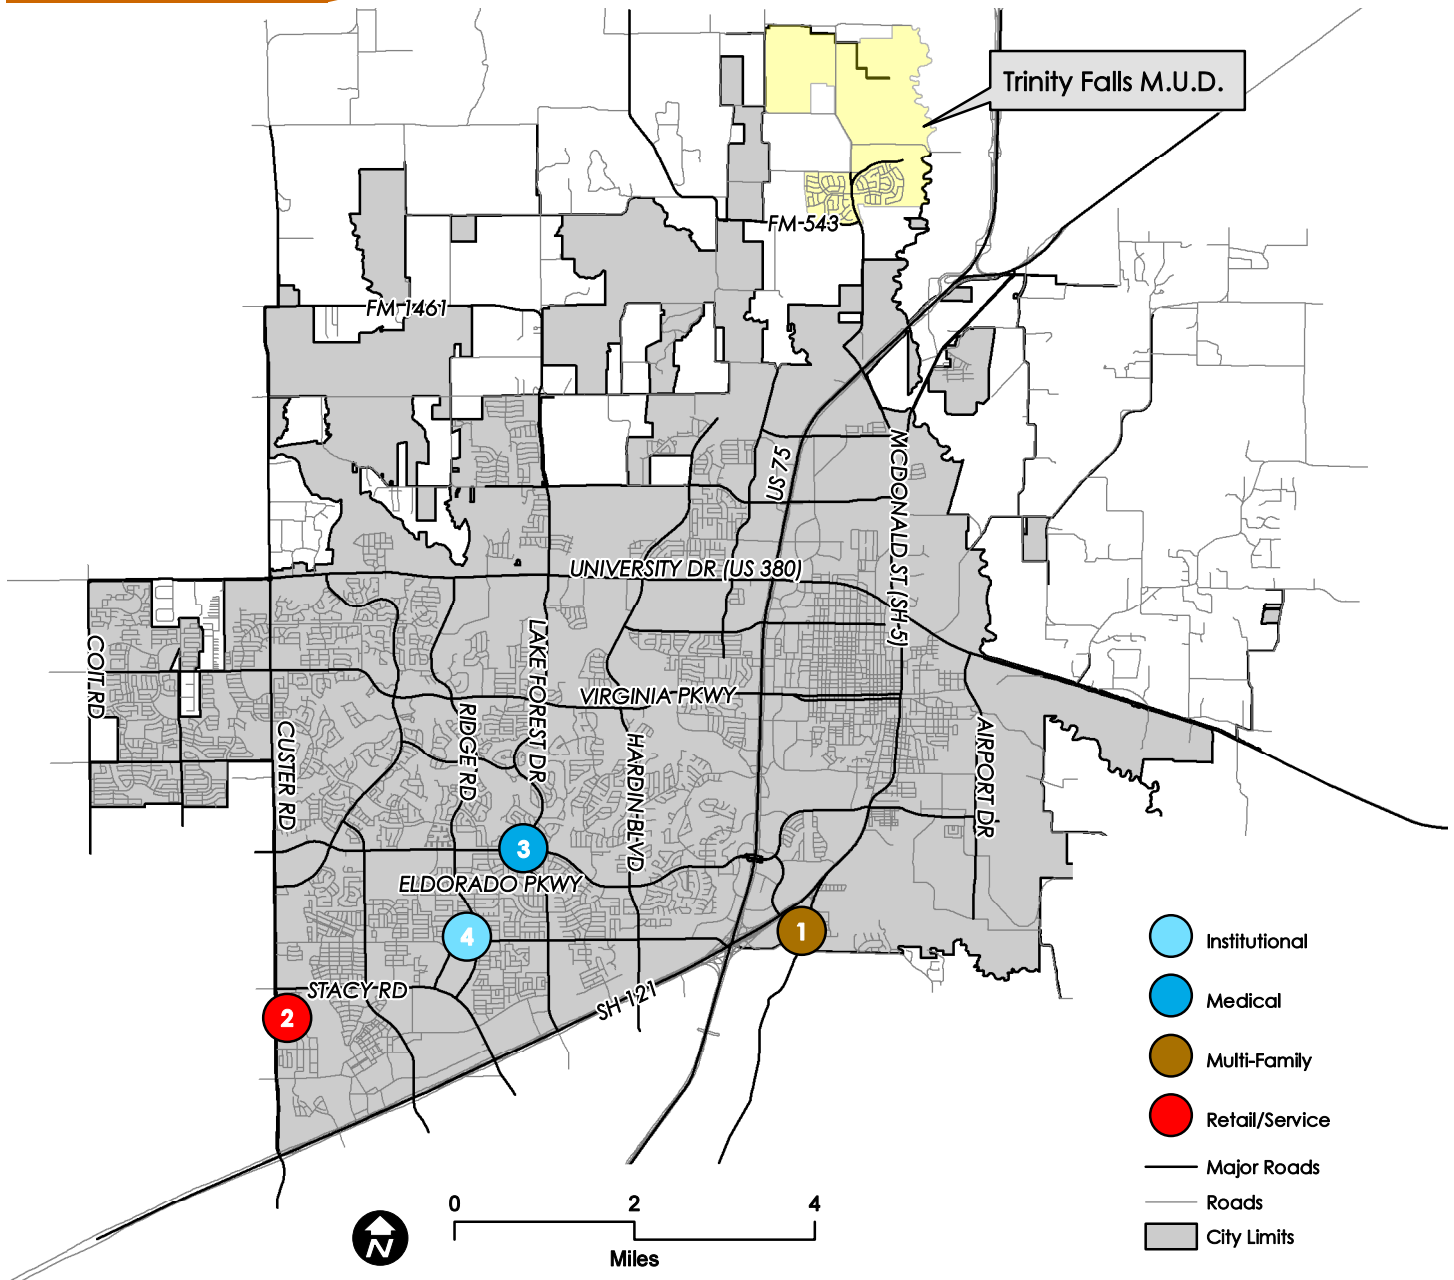 Trinity Falls M.U.D.
FM-543
FM 1461
US 75
MCDONALD ST (SH-5)
UNIVERSITY DR (US 380)
COIT RD
LAKE FOREST DR
VIRGINIA PKWY
RIDGE RD
CUSTER RD
HARDIN BLVD
AIRPORT DR
3
ELDORADO PKWY
4
1
STACY RD
SH 121
2
Institutional
Medical
Multi-Family
Retail/Service
Major Roads
Roads
City Limits
0 2 4
Miles
N